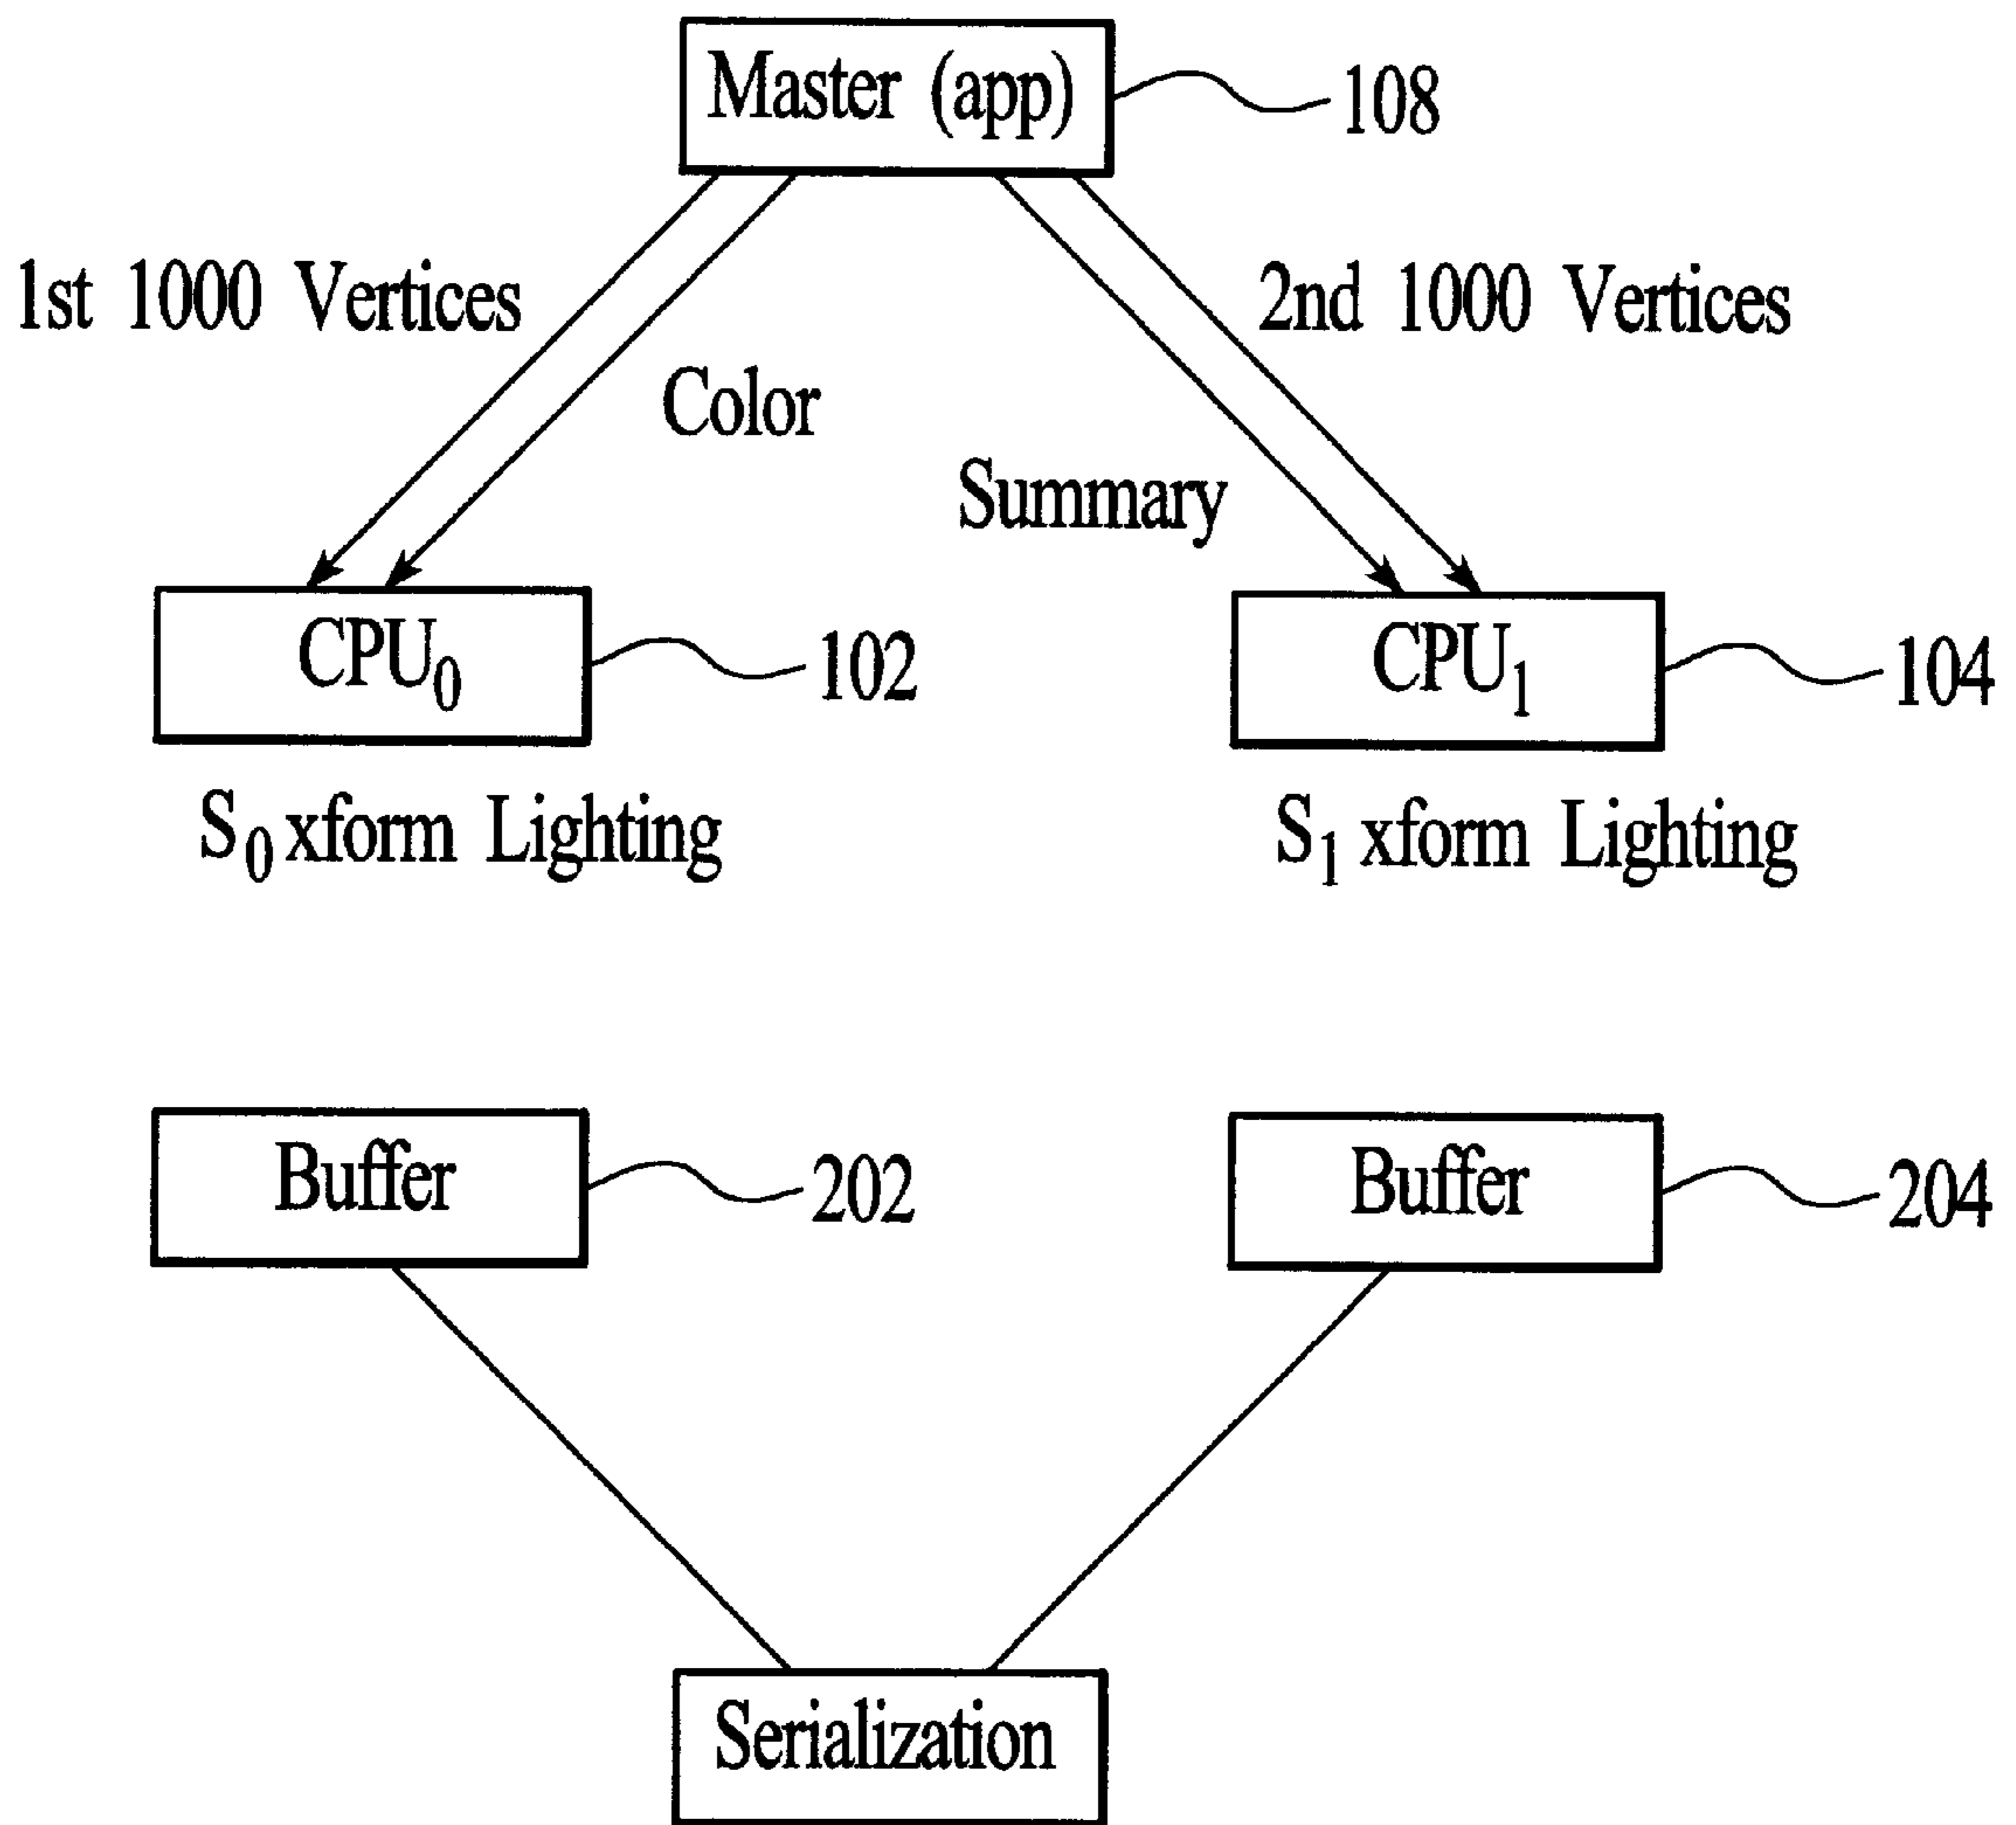 Master (app)
108
1st 1000 Vertices
2nd 1000 Vertices
Color
Summary
CPU0
102
CPU1
104
S0 xform Lighting
S1 xform Lighting
Buffer
202
Buffer
204
Serialization